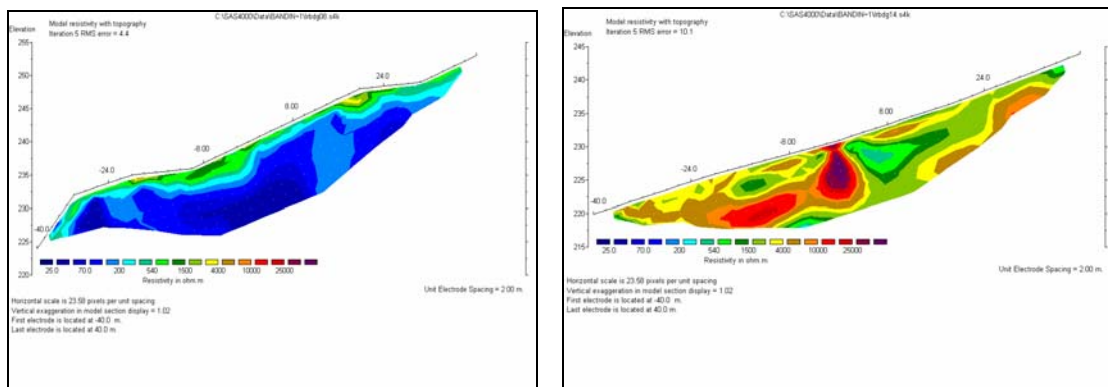 C:\SAS4000\Data\BANDIN=1\rbdg08.s4k
Model resistivity with topography
Elevation
Iteration 5 RMS error = 4.4
255
250
245
240
235
230
225
220
24.0
8.00
-8.00
-24.0
-40.0
25.0 70.0 200 540 1500 4000 10000 25000
Resistivity in ohm.m
Unit Electrode Spacing = 2.00 m.
Horizontal scale is 23.58 pixels per unit spacing
Vertical exaggeration in model section display = 1.02
First electrode is located at -40.0 m.
Last electrode is located at 40.0 m.
C:\SAS4000\Data\BANDIN=1\rbdg14.s4k
Model resistivity with topography
Elevation
Iteration 5 RMS error = 10.1
245
240
235
230
225
220
215
24.0
8.00
-8.00
-24.0
-40.0
25.0 70.0 200 540 1500 4000 10000 25000
Resistivity in ohm.m
Unit Electrode Spacing = 2.00 m.
Horizontal scale is 23.58 pixels per unit spacing
Vertical exaggeration in model section display = 1.02
First electrode is located at -40.0 m.
Last electrode is located at 40.0 m.